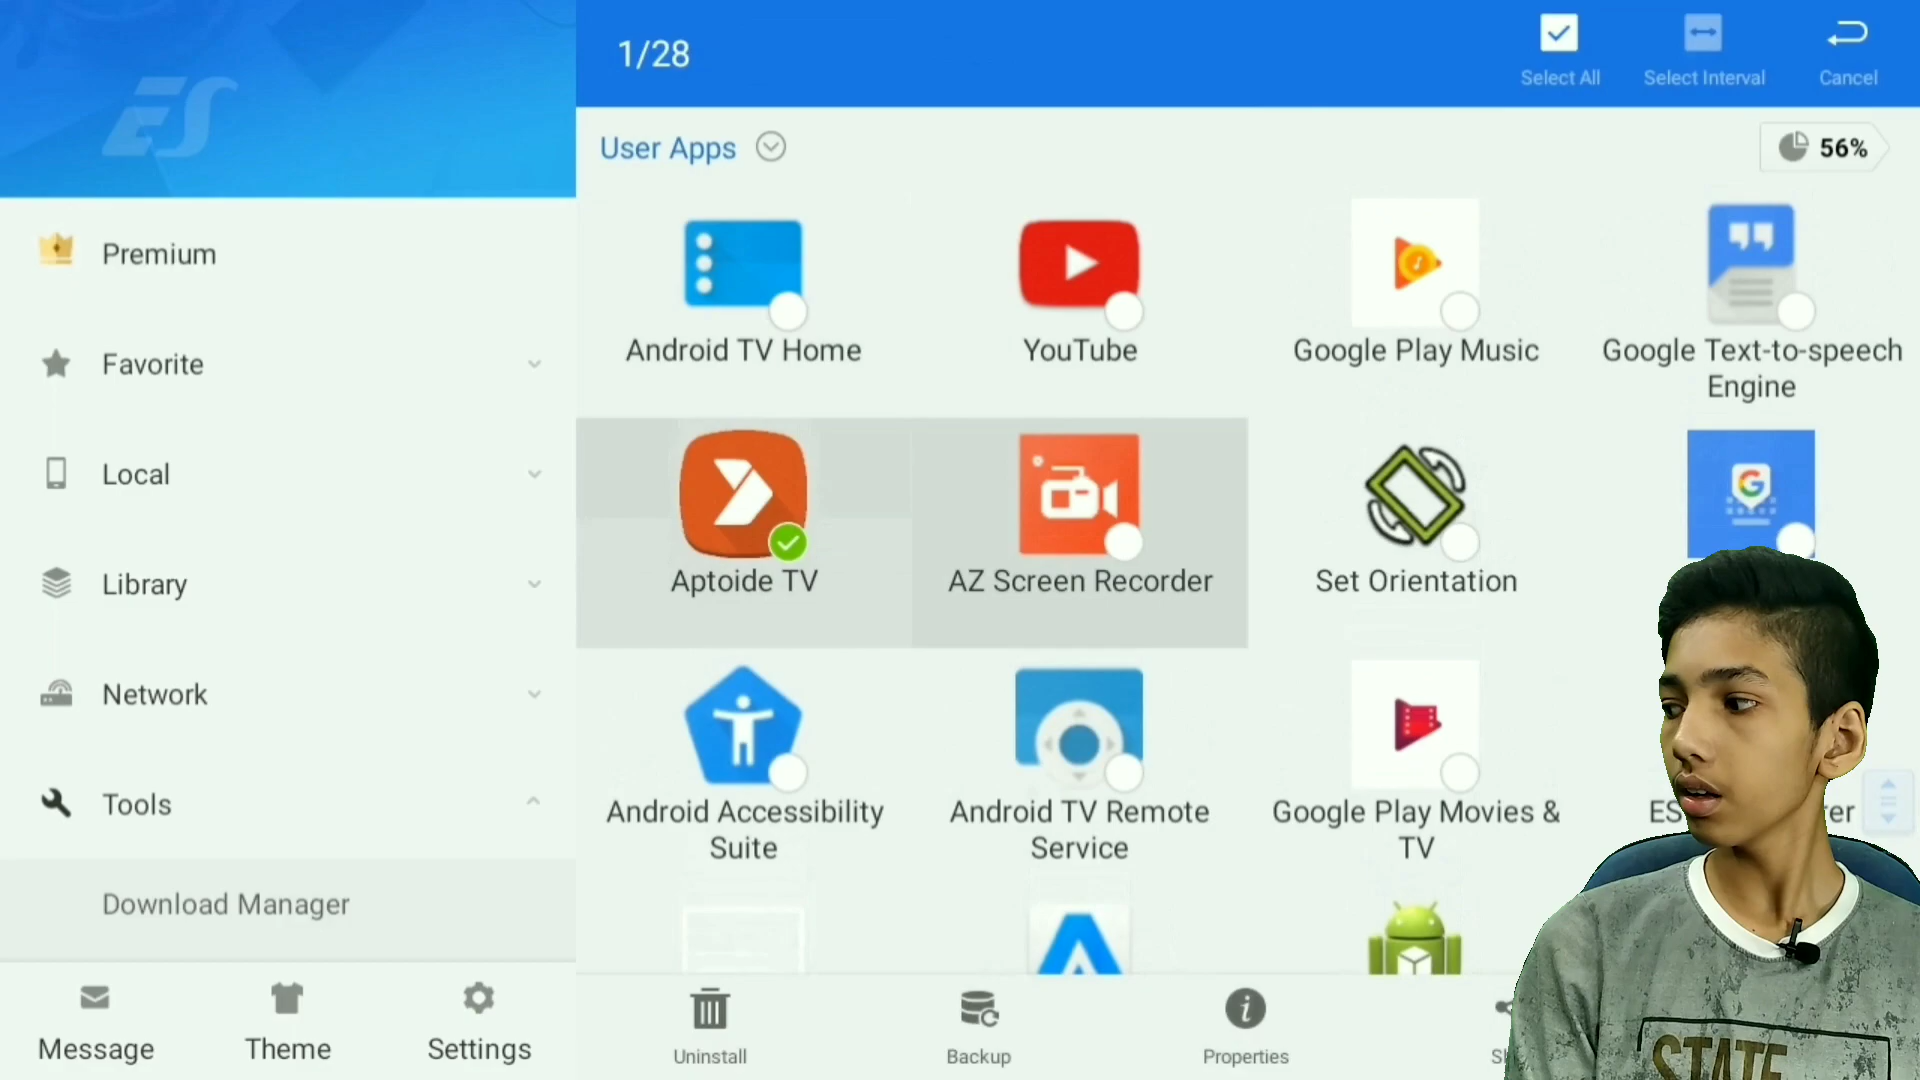 ES
1/28
Select All
Select Interval
Cancel
User Apps
56%
Premium
Favorite
Local
Library
Network
Tools
Download Manager
Message
Theme
Settings
Android TV Home
YouTube
Google Play Music
Google Text-to-speech
Engine
Aptoide TV
AZ Screen Recorder
Set Orientation
G
Android Accessibility
Suite
Android TV Remote
Service
Google Play Movies &
TV
ES
Uninstall
Backup
Properties
STATE